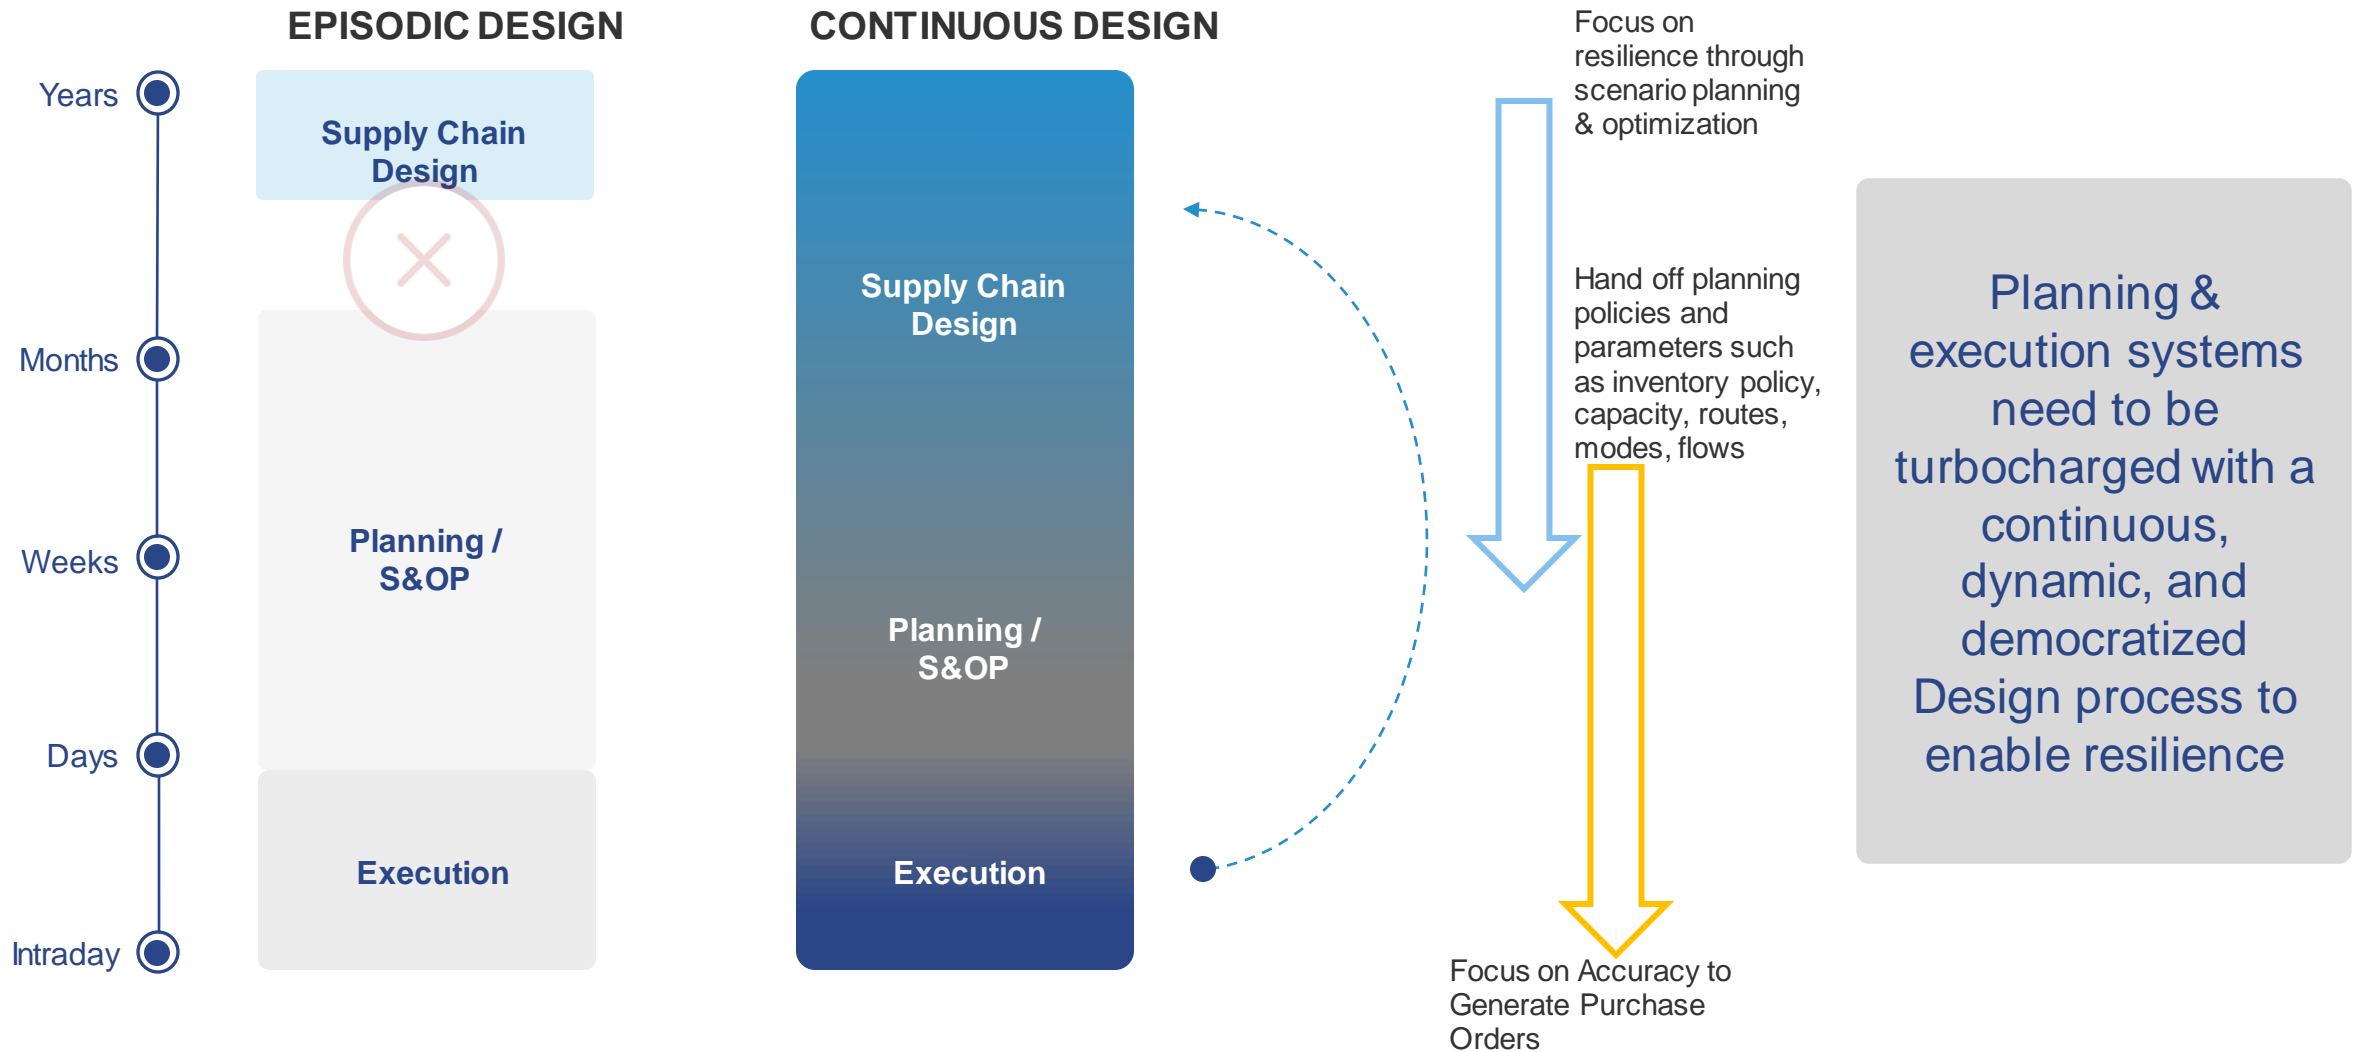 EPISODIC DESIGN
CONTINUOUS DESIGN
Years
Months
Weeks
Days
Intraday
Supply Chain
Design
Planning /
S&OP
Execution
Supply Chain
Design
Planning /
S&OP
Execution
Focus on
resilience through
scenario planning
& optimization
Hand off planning
policies and
parameters such
as inventory policy,
capacity, routes,
modes, flows
Focus on Accuracy to
Generate Purchase
Orders
Planning &
execution systems
need to be
turbocharged with a
continuous,
dynamic, and
democratized
Design process to
enable resilience